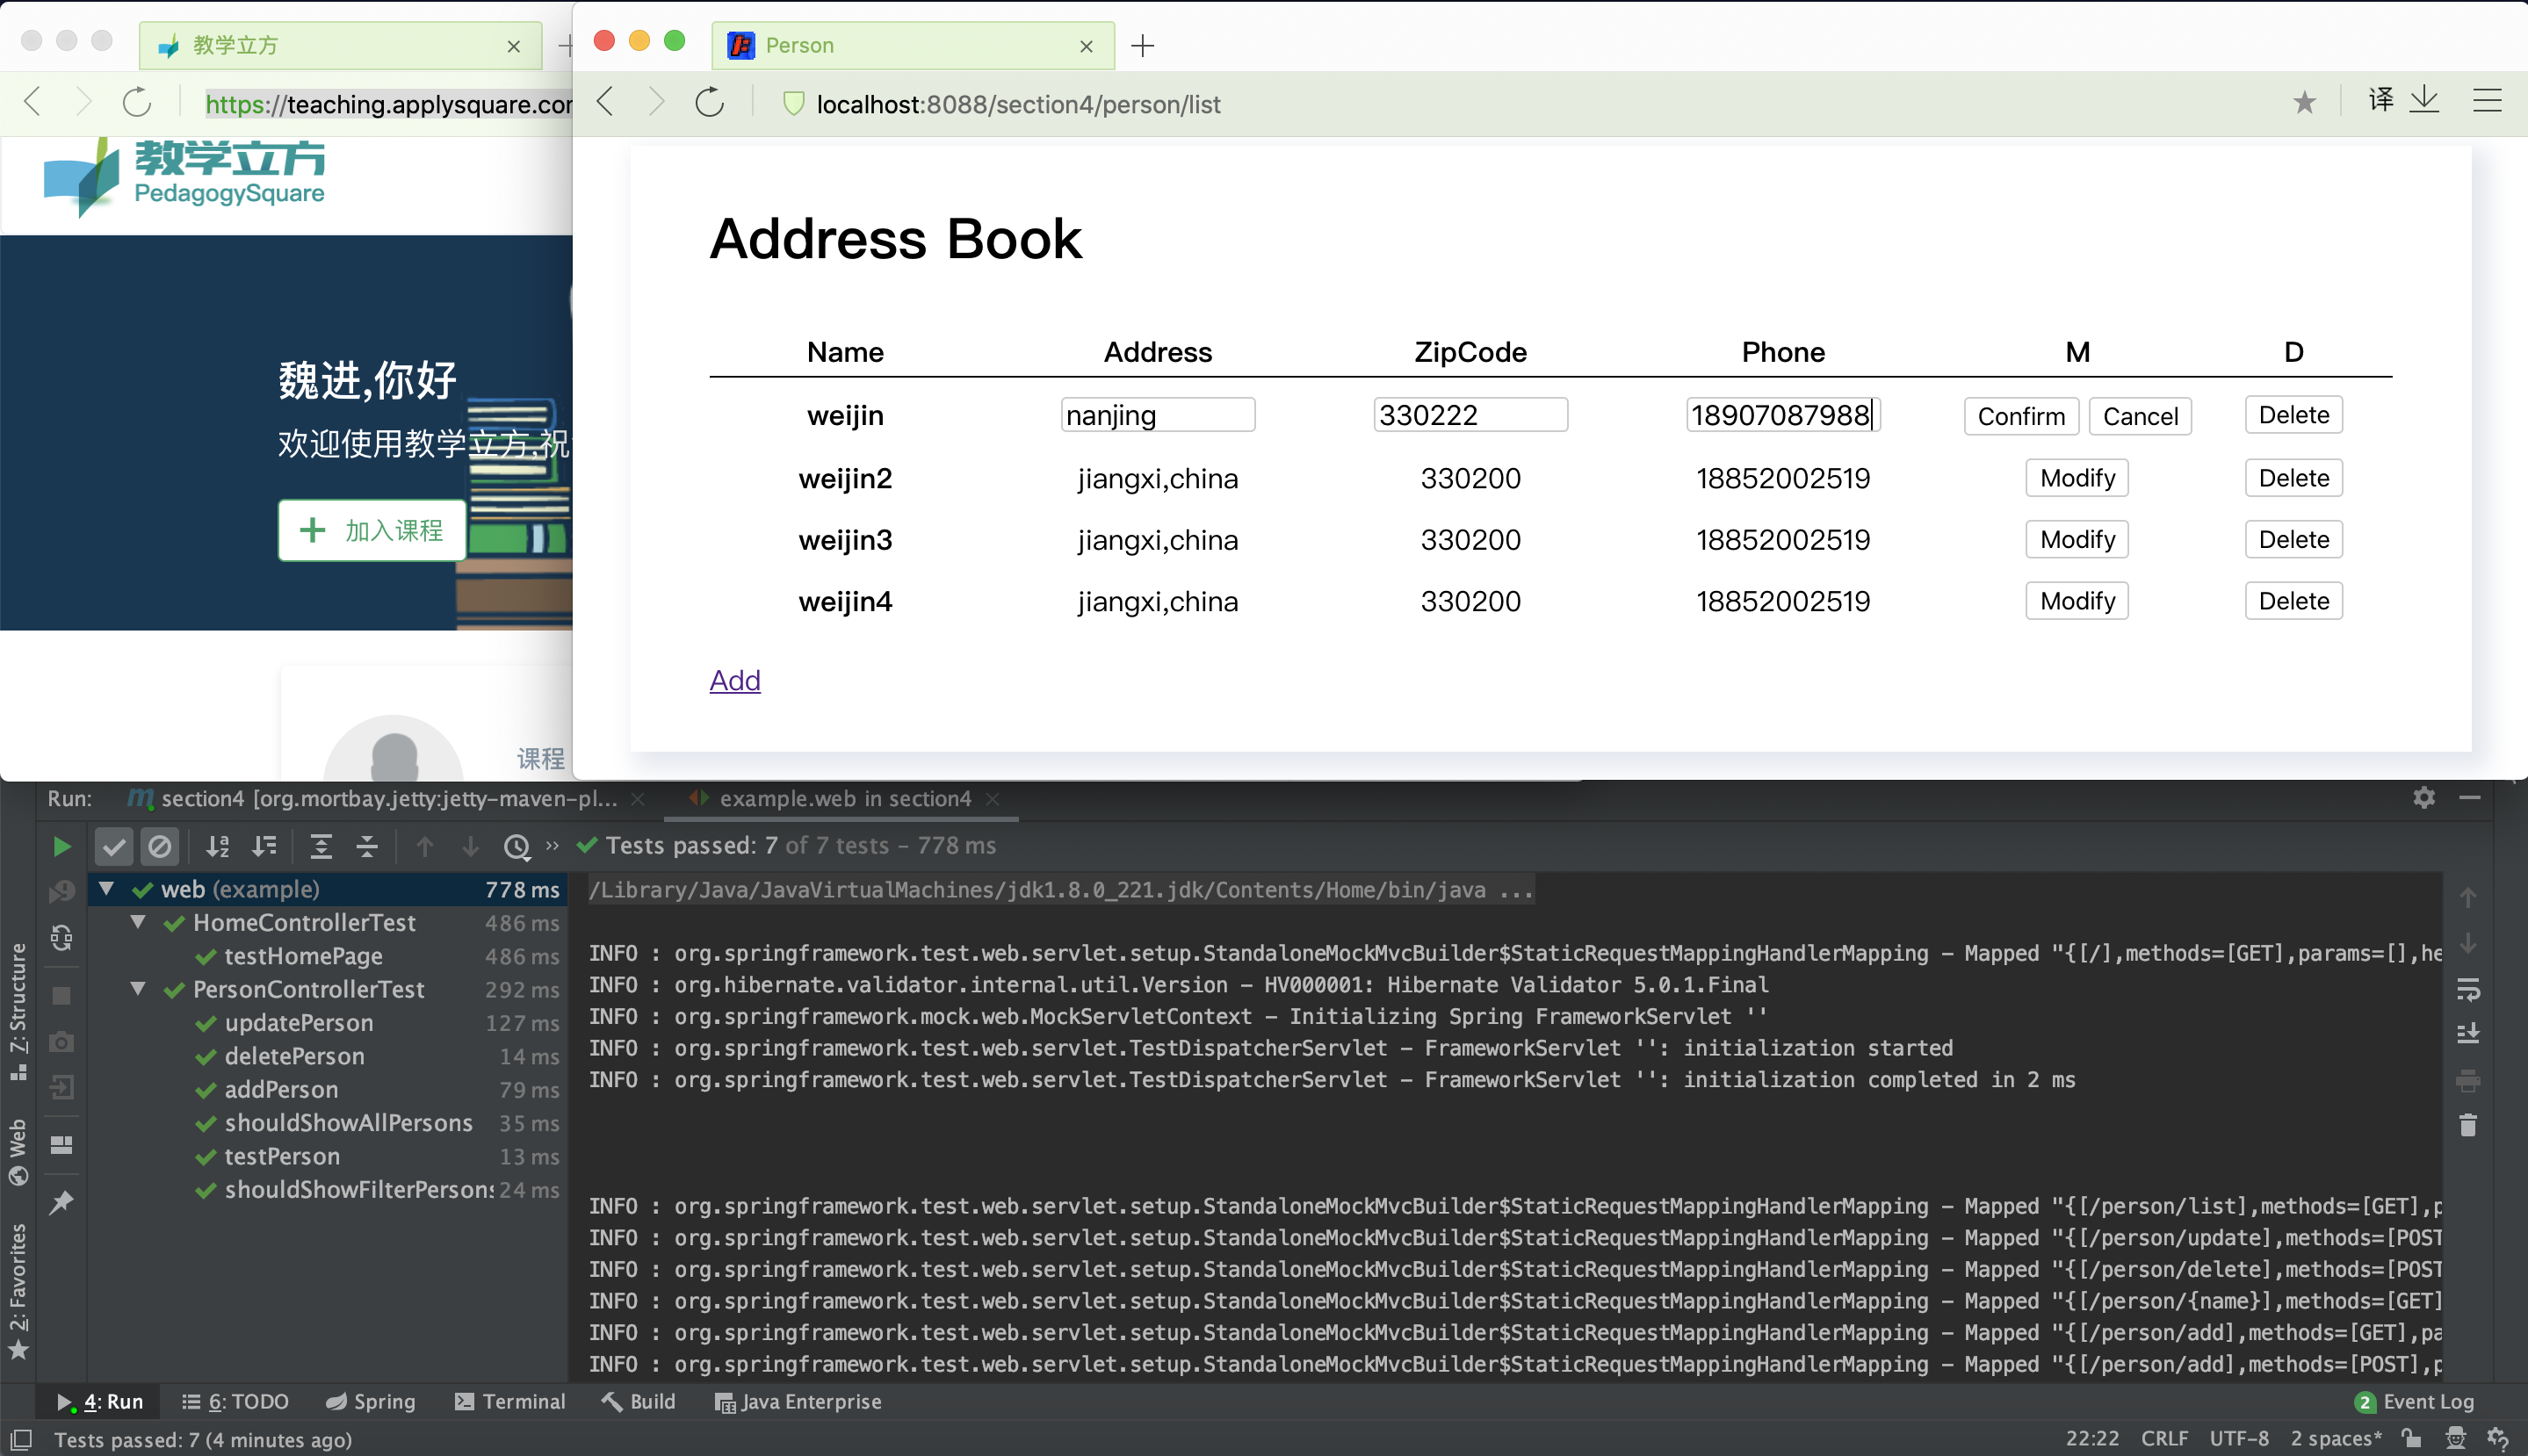 教学立方
https://teaching.applysquare.cor
教学立方
PedagogySquare
魏进,你好
欢迎使用教学立方,祝
加入课程
课程
Person
localhost:8088/section4/person/list
译
Address Book
Name Address ZipCode Phone M D
weijin nanjing 330222 18907087988 Confirm Cancel Delete
weijin2 jiangxi,china 330200 18852002519 Modify Delete
weijin3 jiangxi,china 330200 18852002519 Modify Delete
weijin4 jiangxi,china 330200 18852002519 Modify Delete
Add
Run: section4 [org.mortbay.jetty:jetty-maven-pl... example.web in section4
Tests passed: 7 of 7 tests – 778 ms
web (example) 778 ms
HomeControllerTest 486 ms
testHomePage 486 ms
PersonControllerTest 292 ms
updatePerson 127 ms
deletePerson 14 ms
addPerson 79 ms
shouldShowAllPersons 35 ms
testPerson 13 ms
shouldShowFilterPersons 24 ms
/Library/Java/JavaVirtualMachines/jdk1.8.0_221.jdk/Contents/Home/bin/java ...
INFO : org.springframework.test.web.servlet.setup.StandaloneMockMvcBuilder$StaticRequestMappingHandlerMapping - Mapped "{[/],methods=[GET],params=[],he
INFO : org.hibernate.validator.internal.util.Version - HV000001: Hibernate Validator 5.0.1.Final
INFO : org.springframework.mock.web.MockServletContext - Initializing Spring FrameworkServlet ''
INFO : org.springframework.test.web.servlet.TestDispatcherServlet - FrameworkServlet '': initialization started
INFO : org.springframework.test.web.servlet.TestDispatcherServlet - FrameworkServlet '': initialization completed in 2 ms
INFO : org.springframework.test.web.servlet.setup.StandaloneMockMvcBuilder$StaticRequestMappingHandlerMapping - Mapped "{[/person/list],methods=[GET],p
INFO : org.springframework.test.web.servlet.setup.StandaloneMockMvcBuilder$StaticRequestMappingHandlerMapping - Mapped "{[/person/update],methods=[POST
INFO : org.springframework.test.web.servlet.setup.StandaloneMockMvcBuilder$StaticRequestMappingHandlerMapping - Mapped "{[/person/delete],methods=[POST
INFO : org.springframework.test.web.servlet.setup.StandaloneMockMvcBuilder$StaticRequestMappingHandlerMapping - Mapped "{[/person/{name}],methods=[GET]
INFO : org.springframework.test.web.servlet.setup.StandaloneMockMvcBuilder$StaticRequestMappingHandlerMapping - Mapped "{[/person/add],methods=[GET],pa
INFO : org.springframework.test.web.servlet.setup.StandaloneMockMvcBuilder$StaticRequestMappingHandlerMapping - Mapped "{[/person/add],methods=[POST],p
Z: Structure
Web
2: Favorites
4: Run 6: TODO Spring Terminal Build Java Enterprise 2 Event Log
Tests passed: 7 (4 minutes ago) 22:22 CRLF UTF-8 2 spaces*